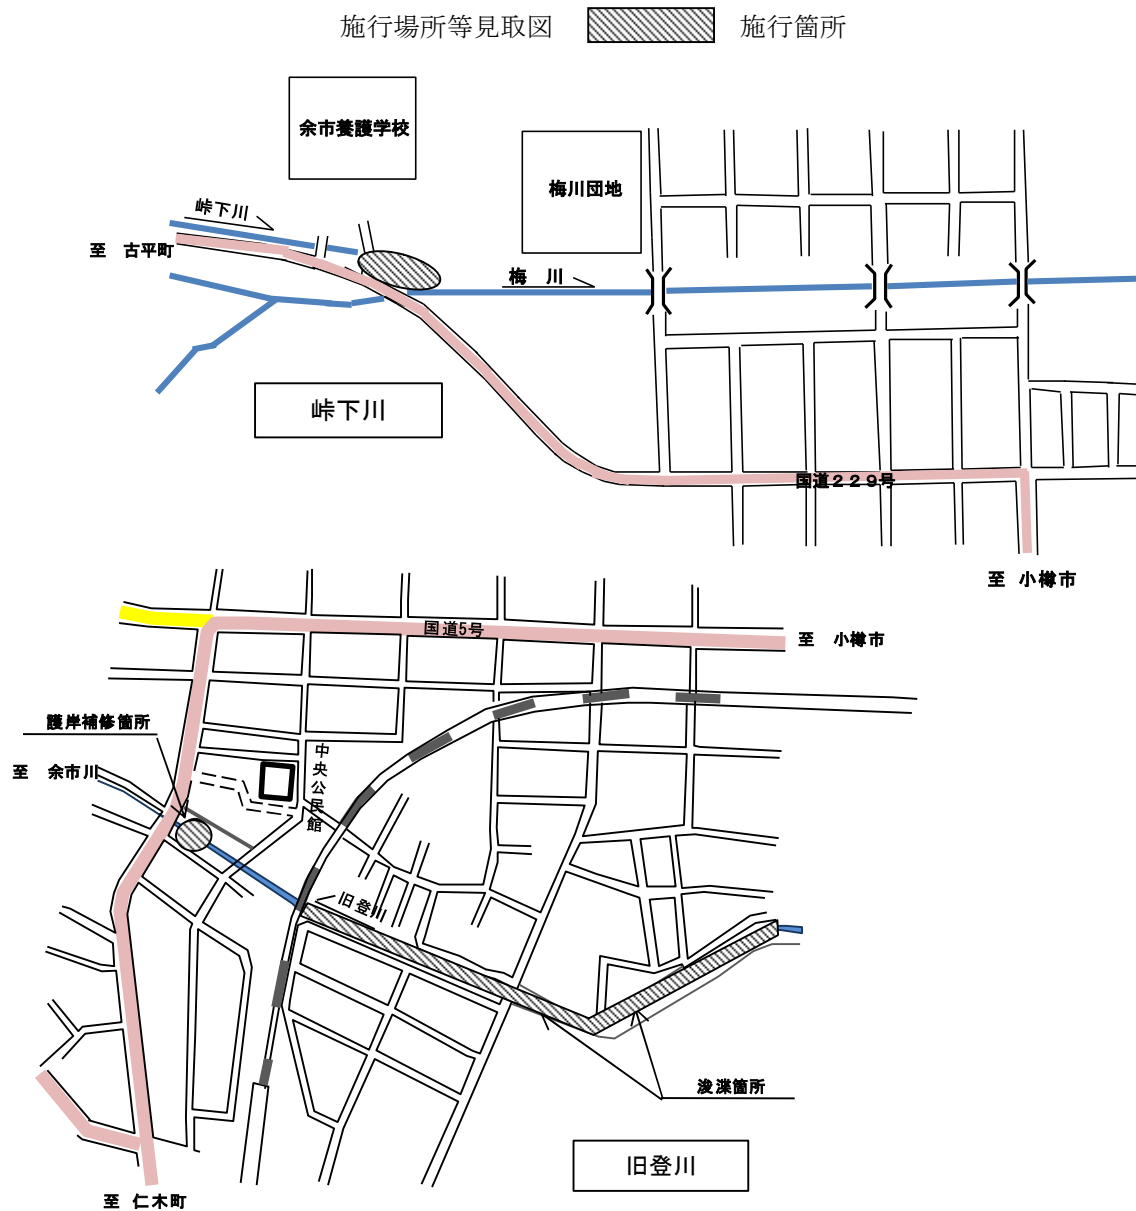 施行場所等見取図 施行箇所
余市養護学校
梅川団地
峠下川
至 古平町
梅 川
峠下川
国道229号
至 小樽市
国道5号
至 小樽市
護岸補修箇所
中央公民館
至 余市川
旧登川
浚渫箇所
旧登川
至 仁木町